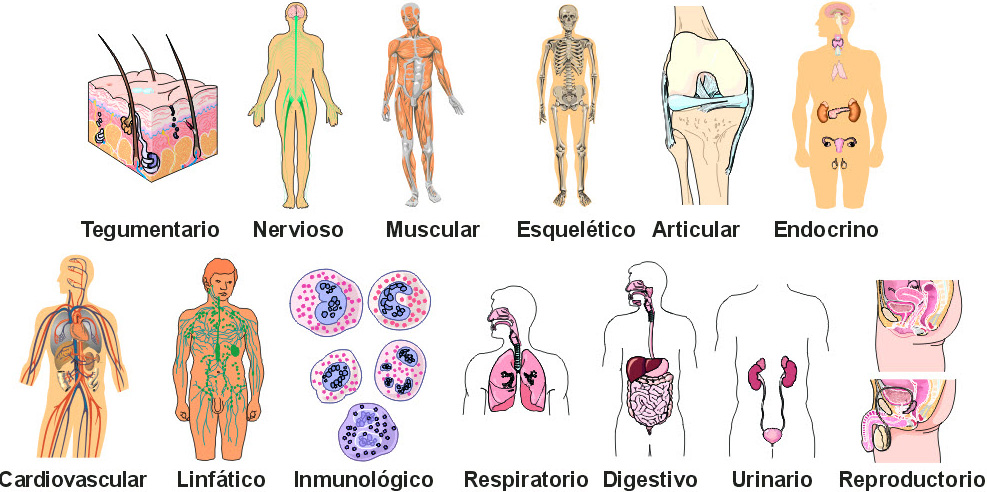 Tegumentario Nervioso Muscular Esquelético Articular Endocrino
Cardiovascular Linfático Inmunológico Respiratorio Digestivo Urinario Reproductorio